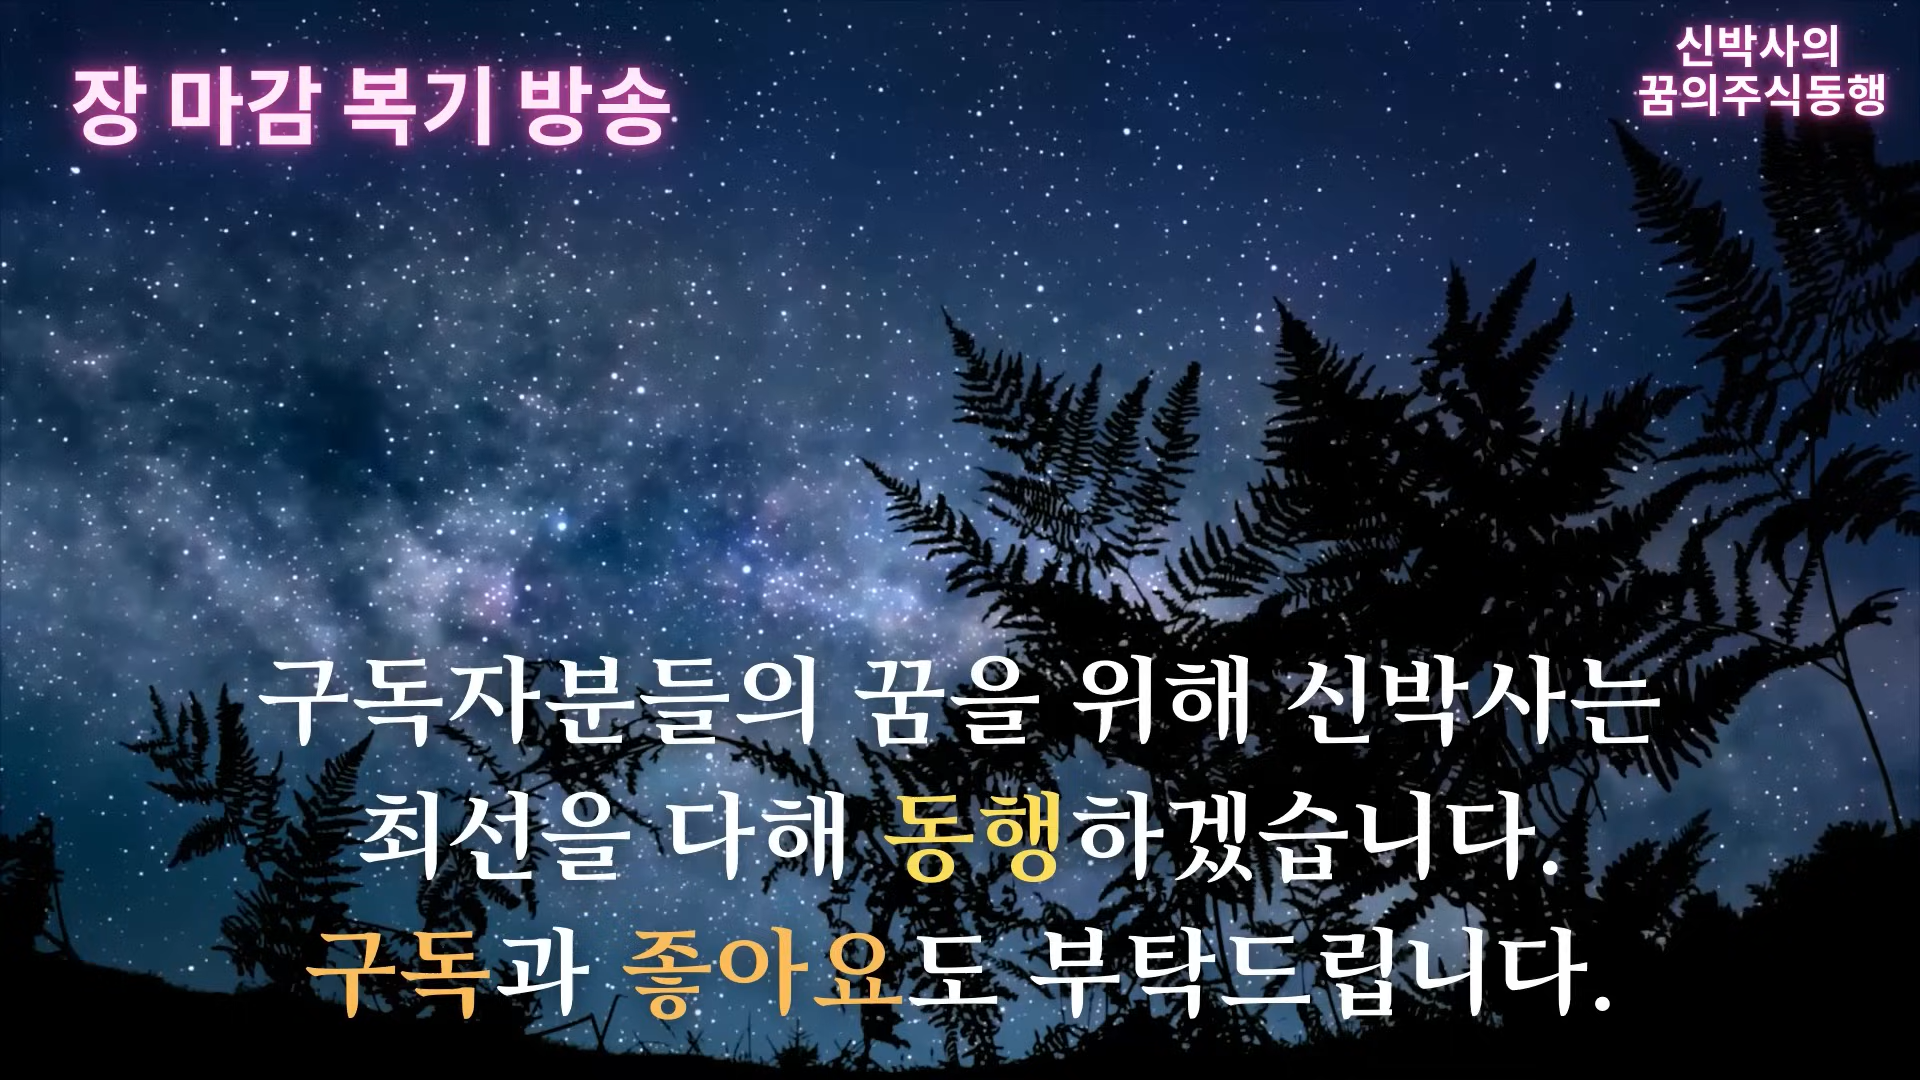 장 마감 복기 방송
신박사의
꿈의주식동행
구독자분들의 꿈을 위해 신박사는
최선을 다해 동행하겠습니다.
구독과 좋아요도 부탁드립니다.